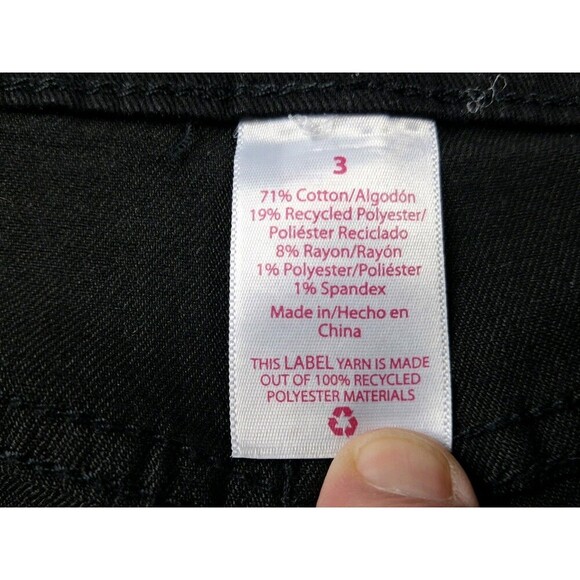 3
71% Cotton/Algodón
19% Recycled Polyester/
Poliéster Reciclado
8% Rayon/Rayón
1% Polyester/Poliéster
1% Spandex
Made in/Hecho en
China
THIS LABEL YARN IS MADE
OUT OF 100% RECYCLED
POLYESTER MATERIALS